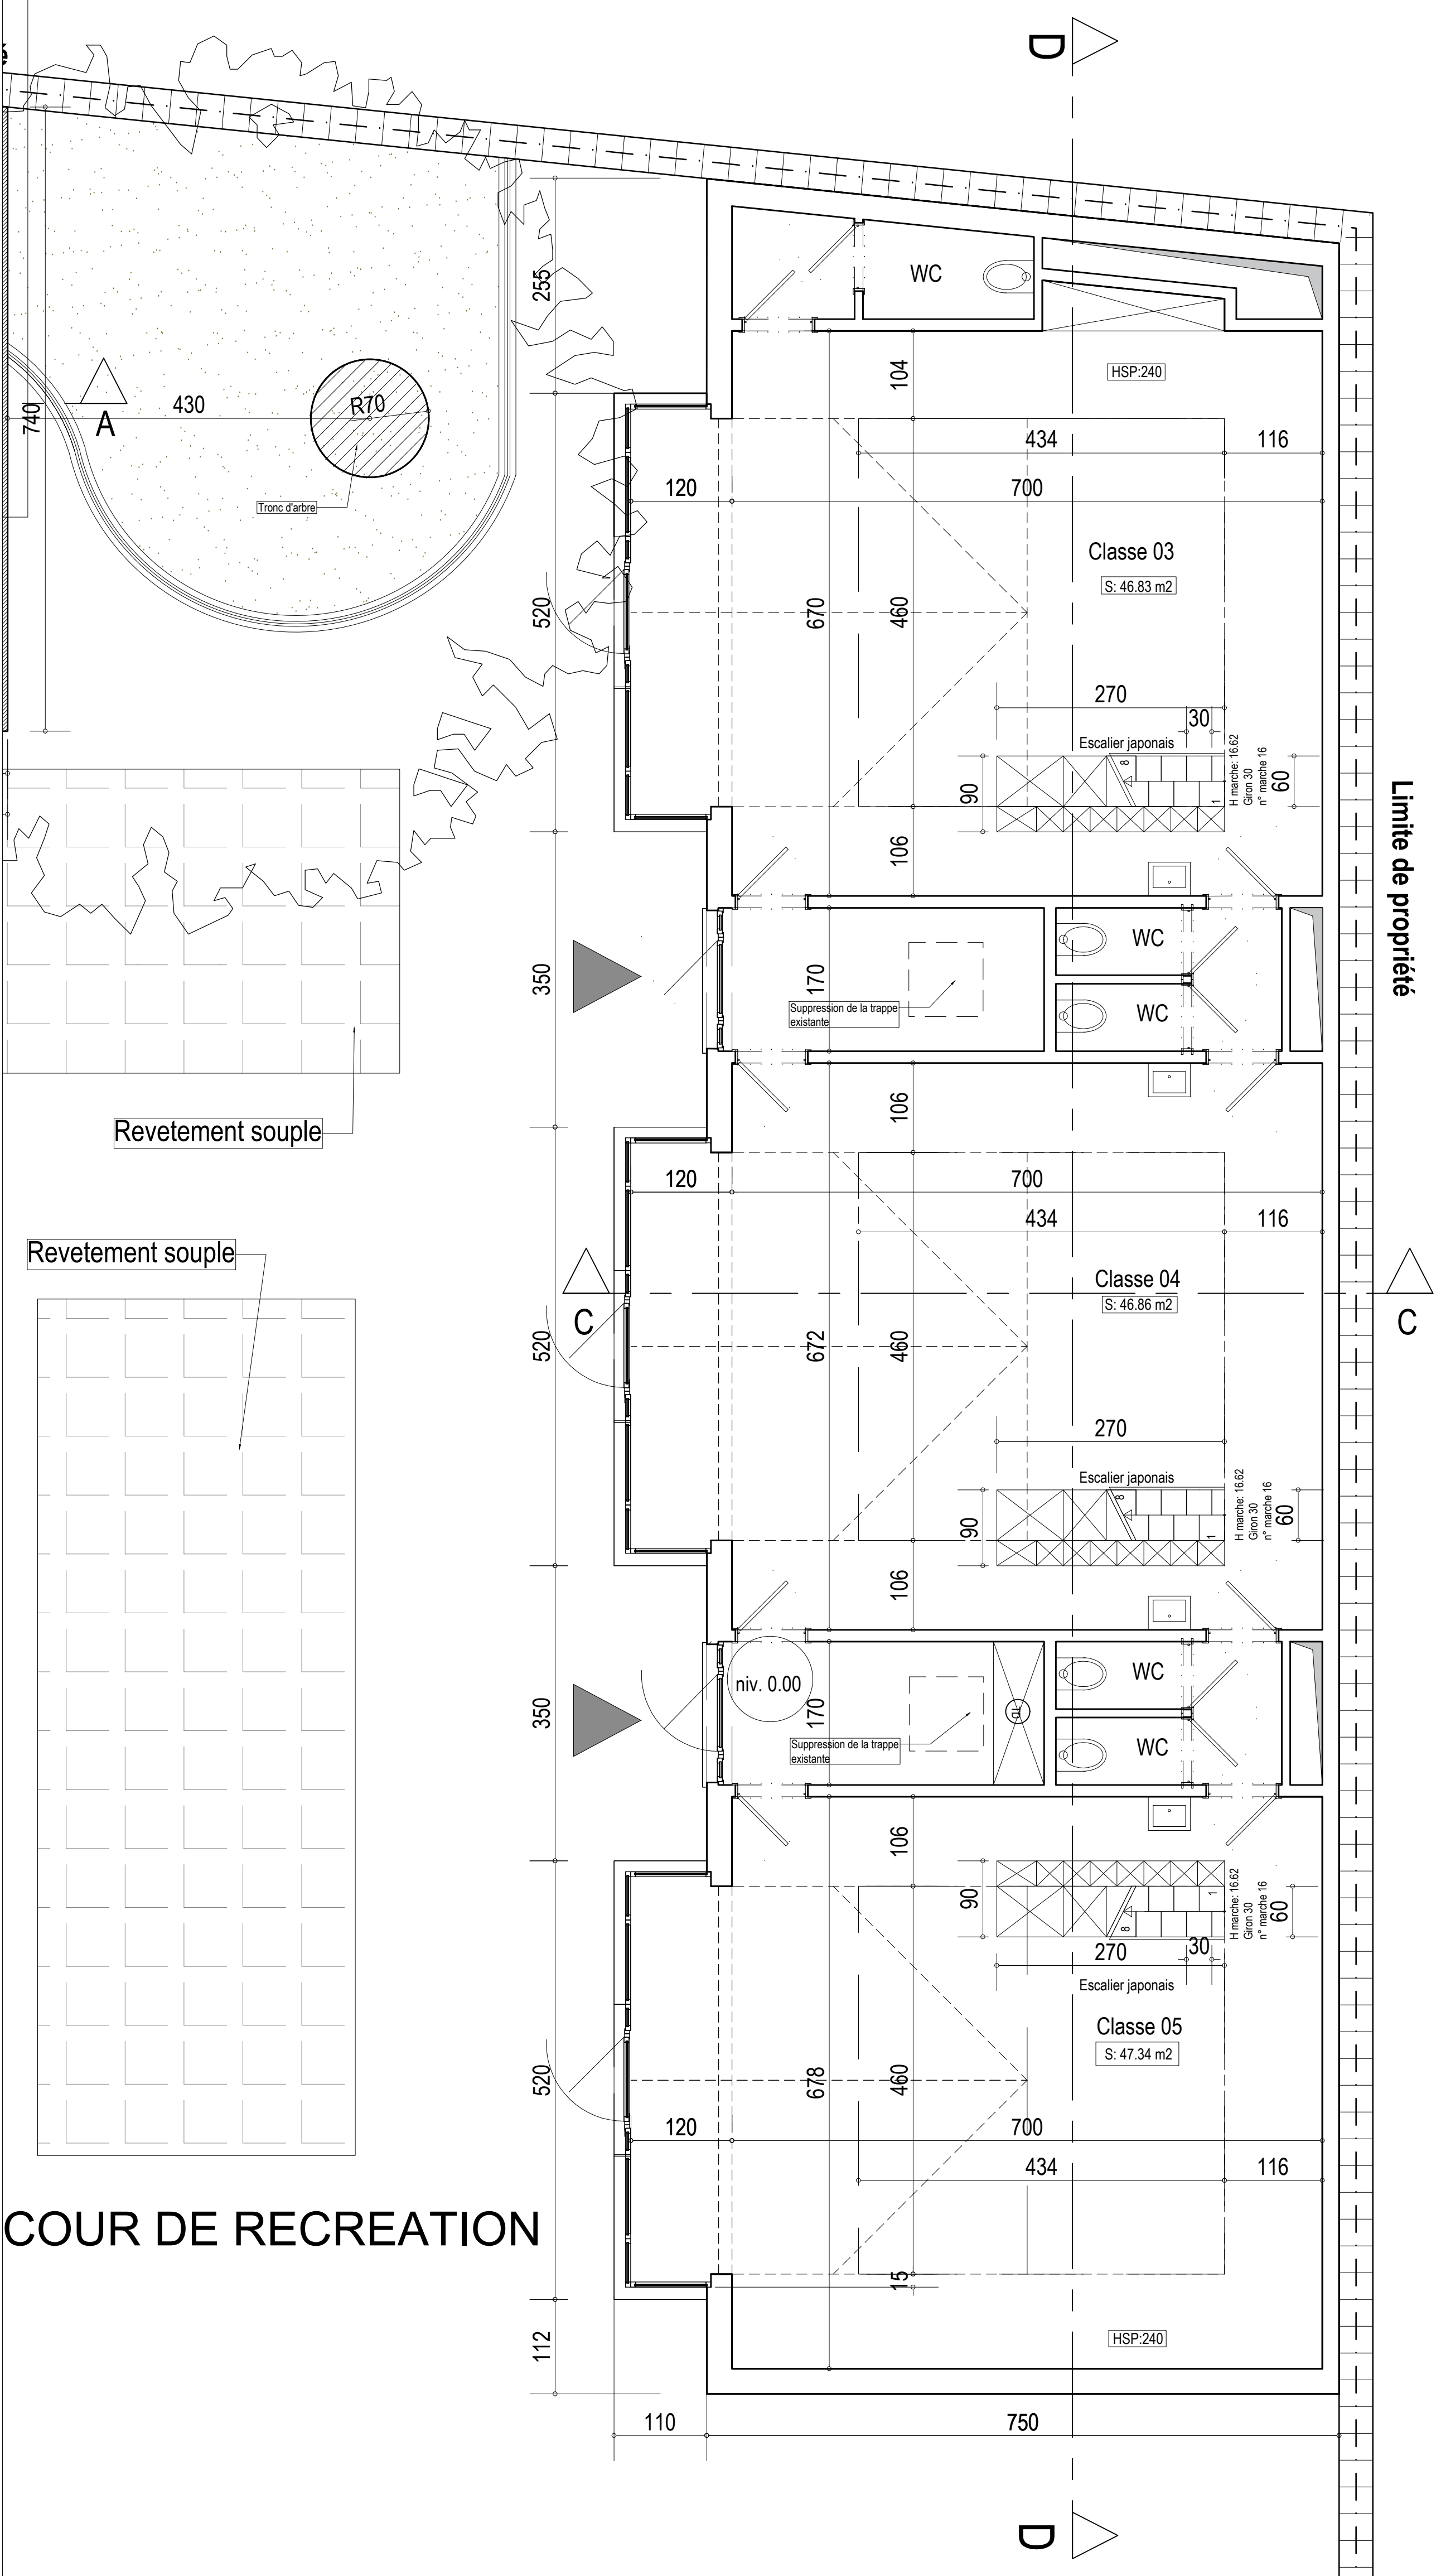 D
WC
255
104
HSP:240
A
740
430
R70
434
116
Tronc d'arbre
120
700
Classe 03
S: 46.83 m2
520
670
460
270
30
Escalier japonais
8
1
H marche: 16.62
Giron 30
n° marche 16
90
60
106
Limite de propriété
350
WC
170
Suppression de la trappe
existante
WC
Revetement souple
106
120
700
434
116
Revetement souple
Classe 04
S: 46.86 m2
C
C
520
672
460
270
Escalier japonais
8
1
H marche: 16.62
Giron 30
n° marche 16
90
60
106
WC
niv. 0.00
350
170
Suppression de la trappe
existante
WC
106
90
8
1
H marche: 16.62
Giron 30
n° marche 16
60
270
30
Escalier japonais
Classe 05
S: 47.34 m2
520
678
460
120
700
434
116
COUR DE RECREATION
15
112
HSP:240
110
750
D